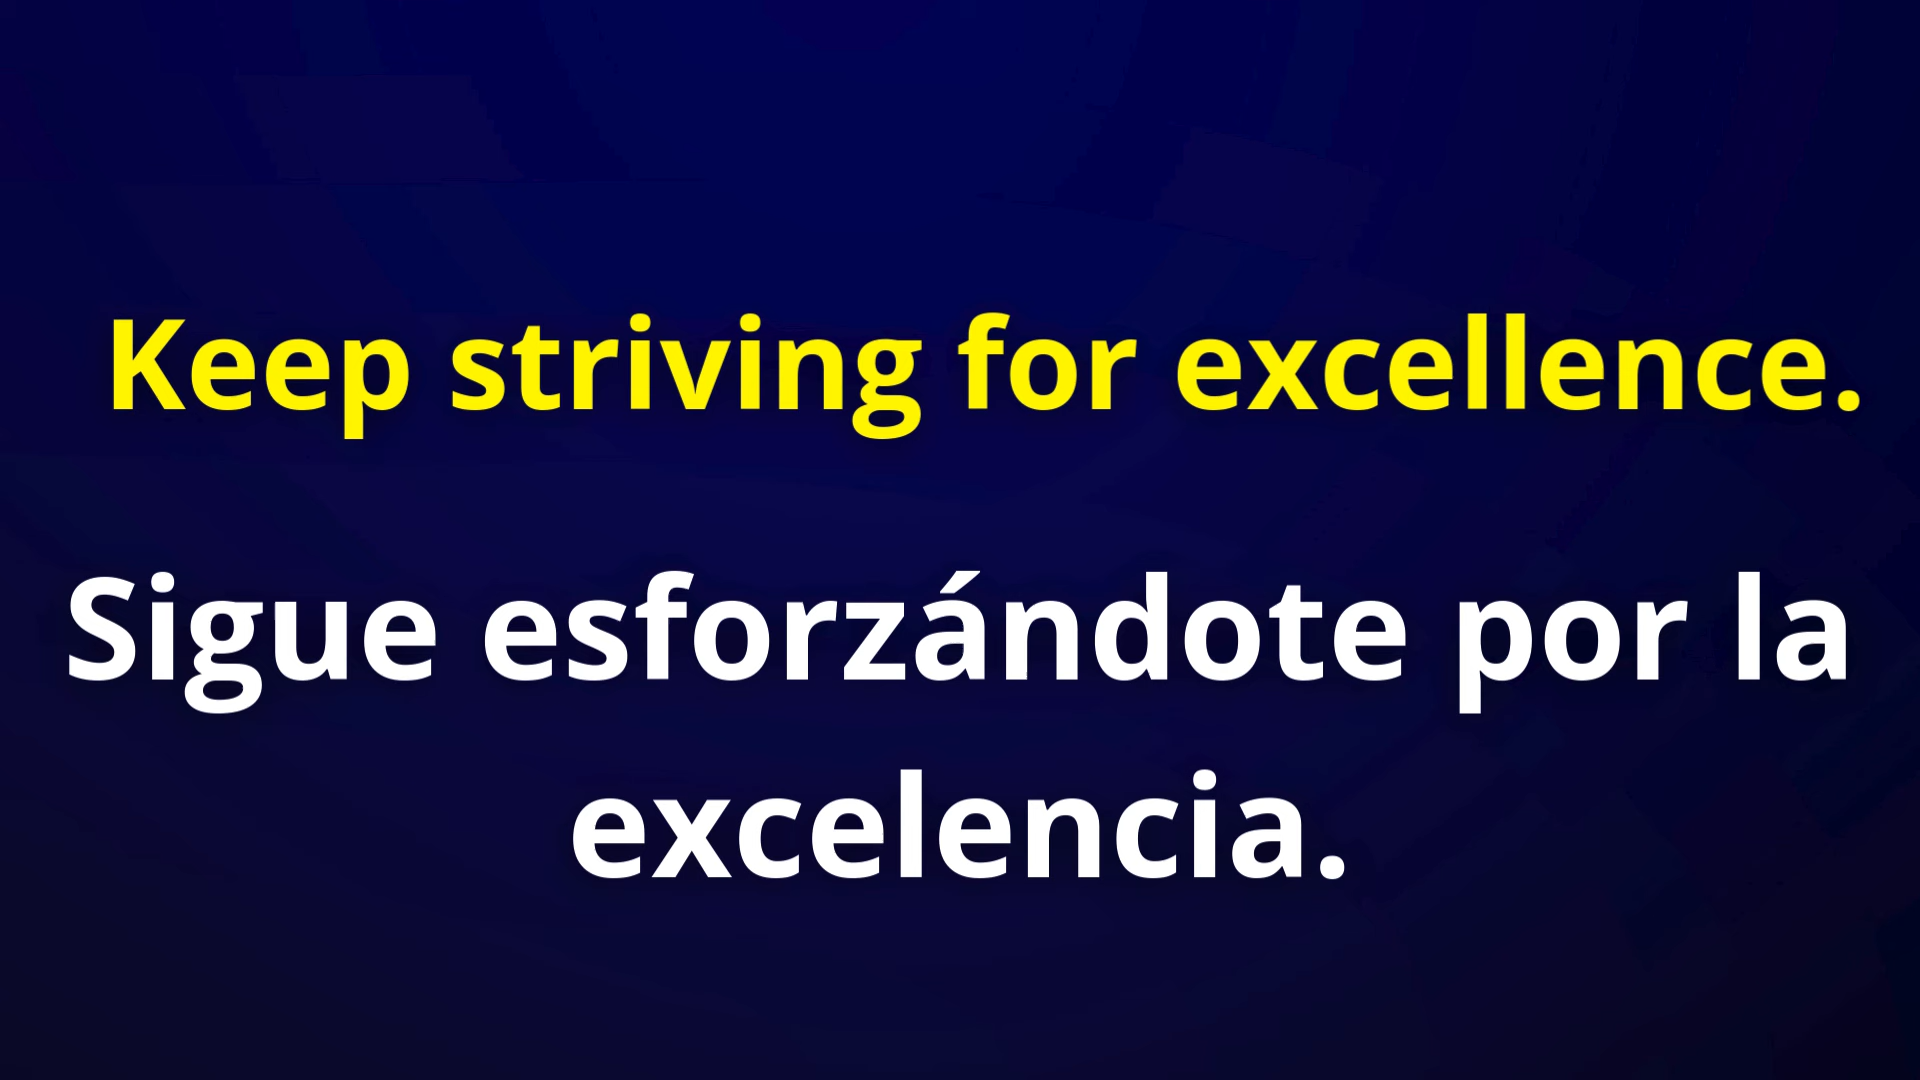 Keep striving for excellence.
Sigue esforzándote por la
excelencia.